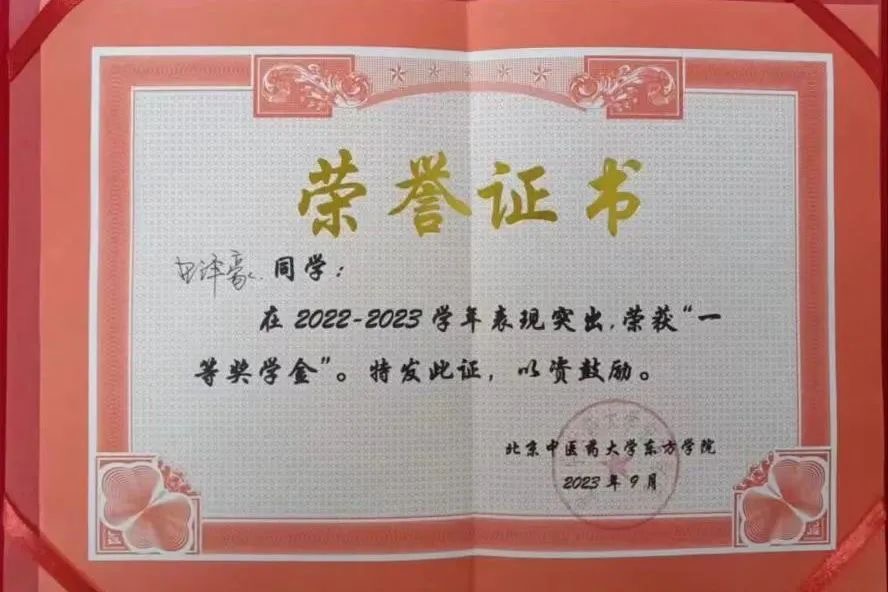 荣誉证书
泽豪 同学：
在 2022-2023 学年表现突出，荣获“一
等奖学金”。特发此证，以资鼓励。
北京中医药大学东方学院
2023 年 9 月